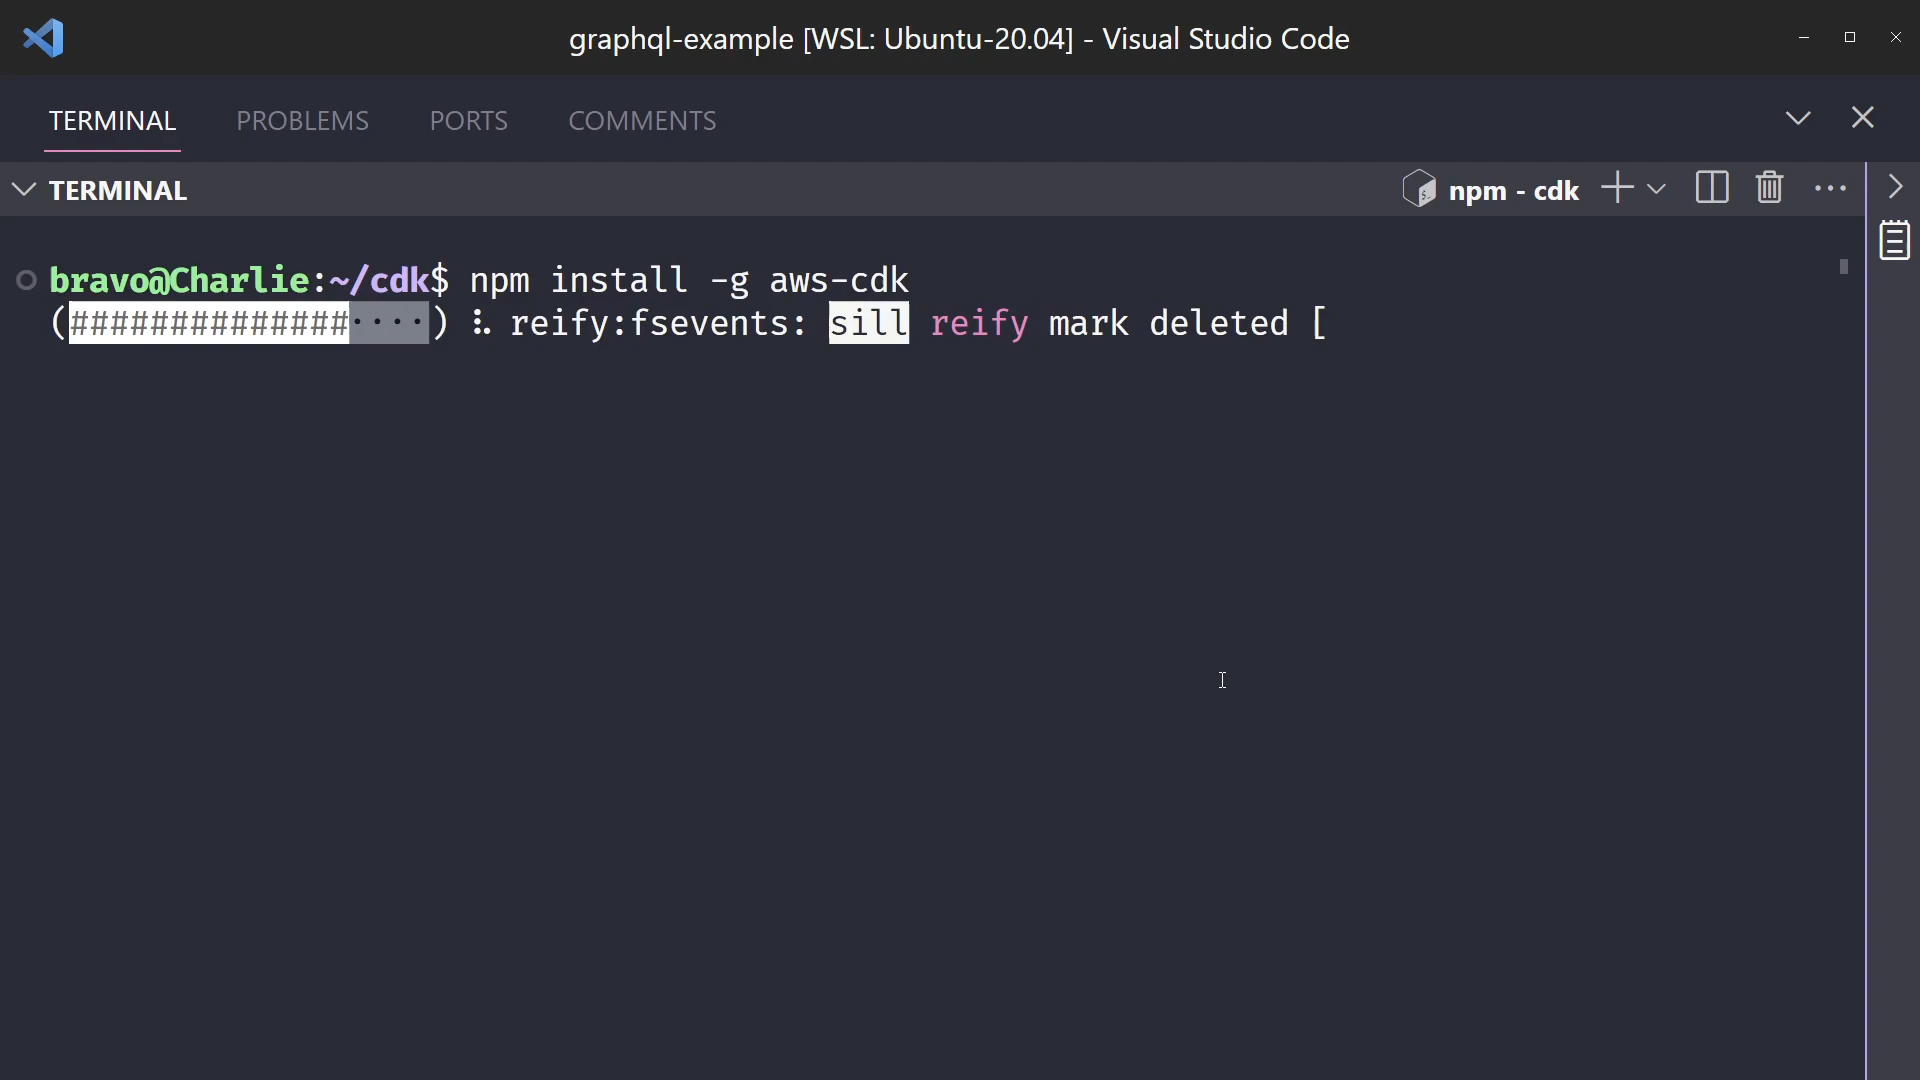 graphql-example [WSL: Ubuntu-20.04] - Visual Studio Code
TERMINAL PROBLEMS PORTS COMMENTS
TERMINAL npm - cdk
bravo@Charlie:~/cdk$ npm install -g aws-cdk
(##############····) ⠧ reify:fsevents: sill reify mark deleted [